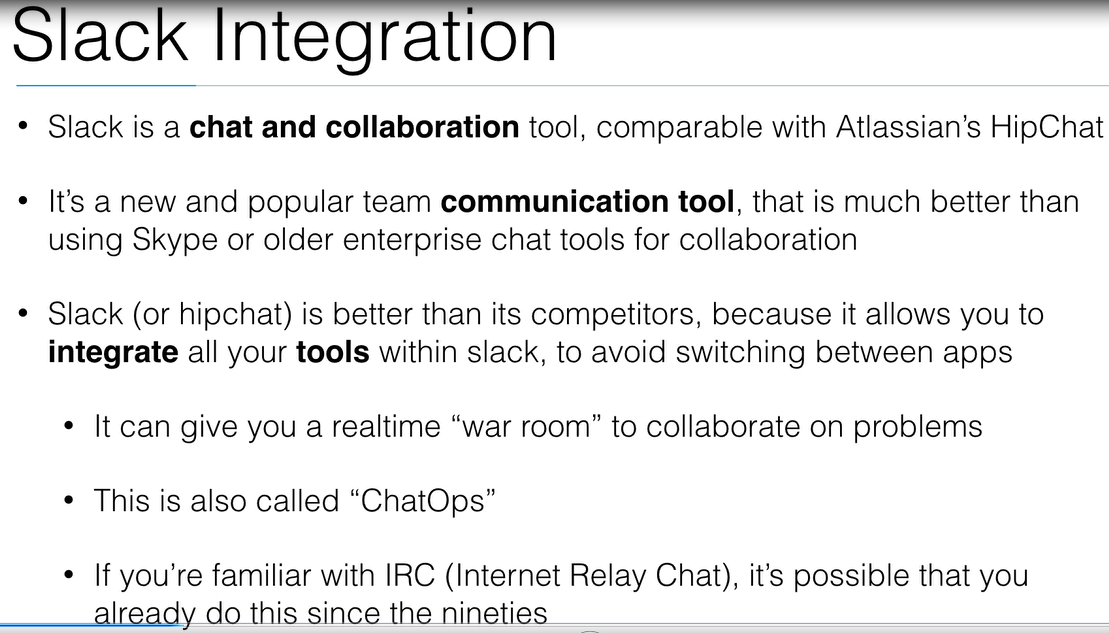 Slack Integration
• Slack is a chat and collaboration tool, comparable with Atlassian’s HipChat
• It’s a new and popular team communication tool, that is much better than
using Skype or older enterprise chat tools for collaboration
• Slack (or hipchat) is better than its competitors, because it allows you to
integrate all your tools within slack, to avoid switching between apps
• It can give you a realtime “war room” to collaborate on problems
• This is also called “ChatOps”
• If you’re familiar with IRC (Internet Relay Chat), it’s possible that you
already do this since the nineties